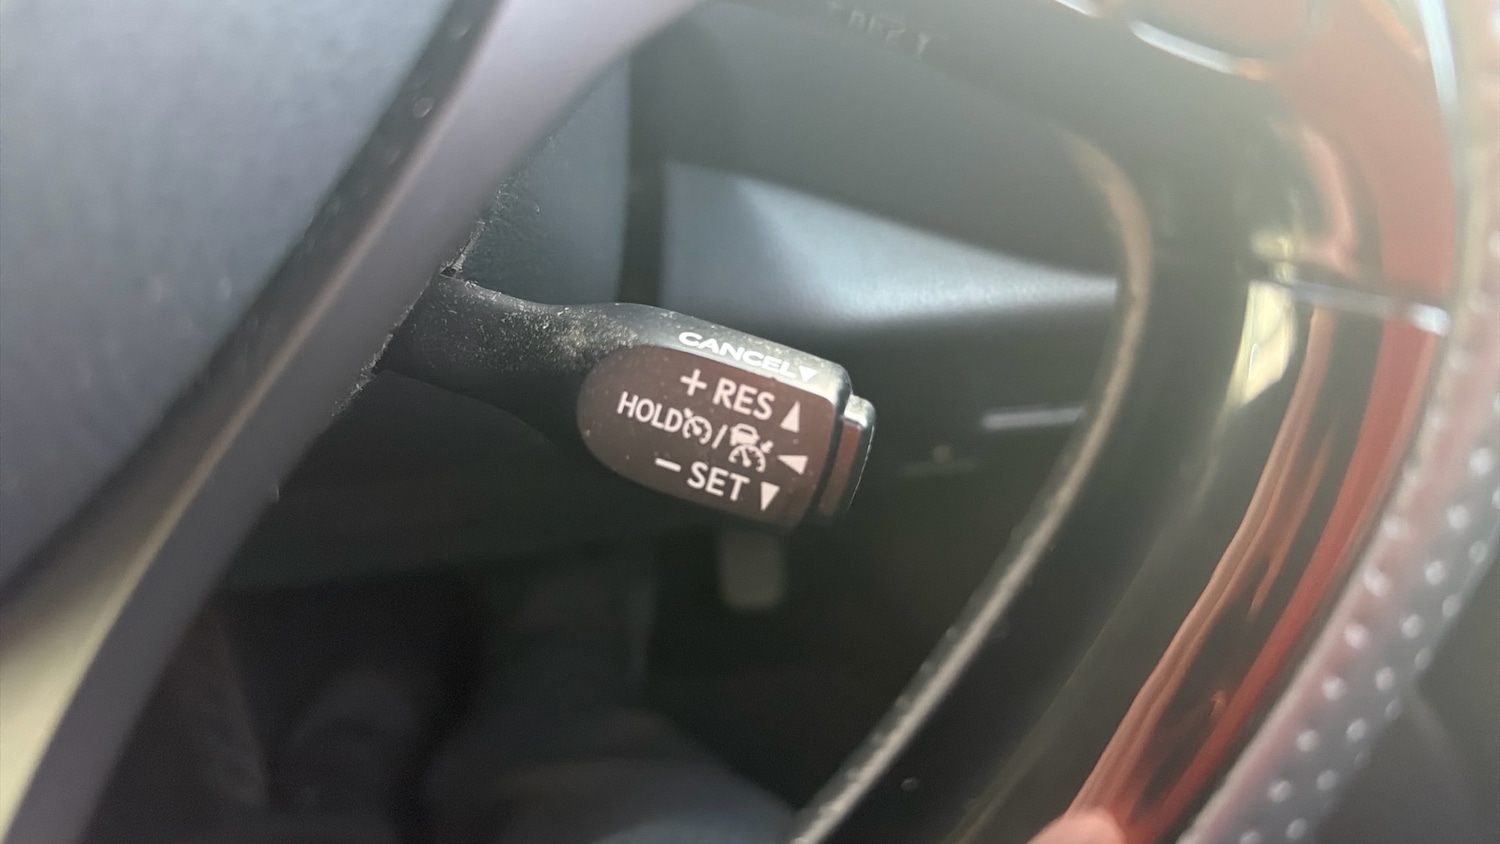 CANCEL▼
+ RES ▲
HOLD / ◀
− SET ▼